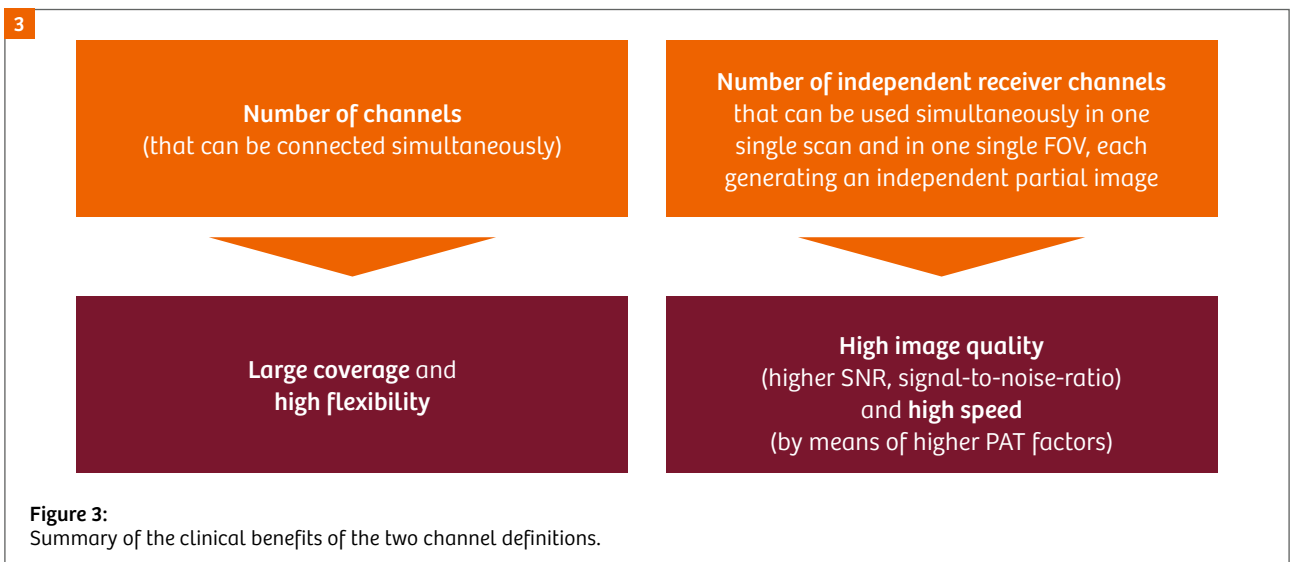 3
Number of channels
(that can be connected simultaneously)
Number of independent receiver channels
that can be used simultaneously in one
single scan and in one single FOV, each
generating an independent partial image
Large coverage and
high flexibility
High image quality
(higher SNR, signal-to-noise-ratio)
and high speed
(by means of higher PAT factors)
Figure 3:
Summary of the clinical benefits of the two channel definitions.